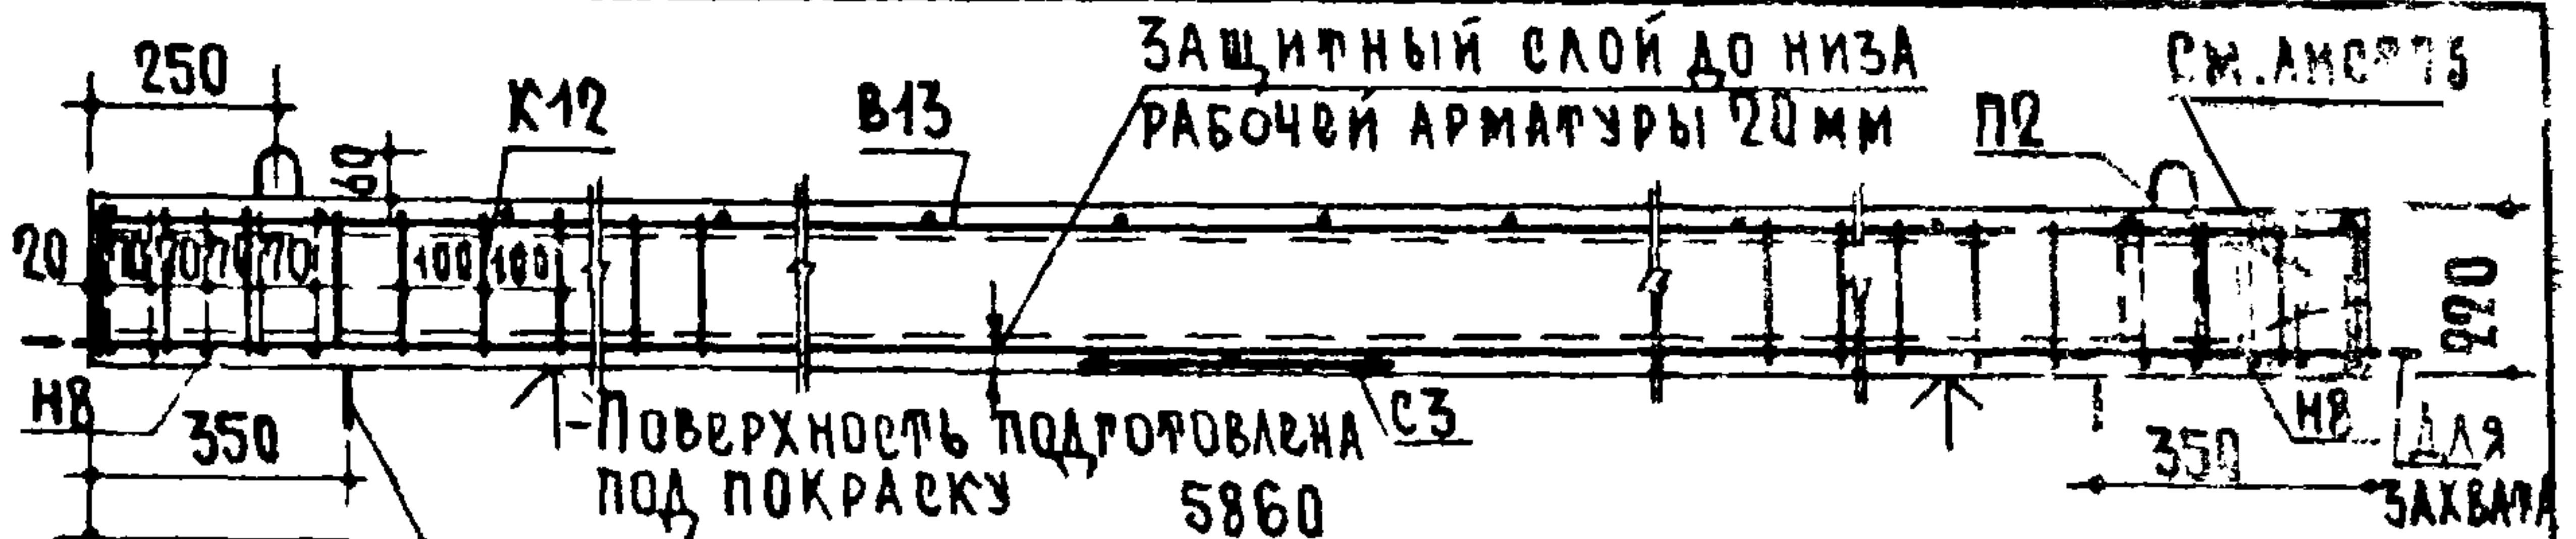 250
К12
В13
ЗАЩИТНЫЙ СЛОЙ ДО НИЗА
РАБОЧЕЙ АРМАТУРЫ 20 ММ
П2
СМ.
60
20
70 70 70
100 100
220
Н8
350
ПОВЕРХНОСТЬ ПОДГОТОВЛЕНА
ПОД ПОКРАСКУ
С3
5860
Н8
350
ДЛЯ
ЗАХВАТА